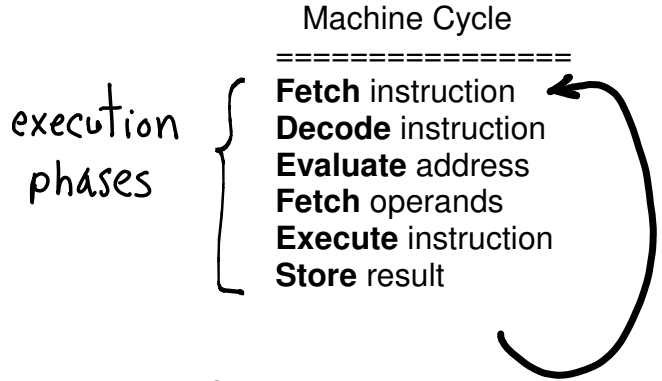 Machine Cycle
================
execution
phases
Fetch instruction
Decode instruction
Evaluate address
Fetch operands
Execute instruction
Store result